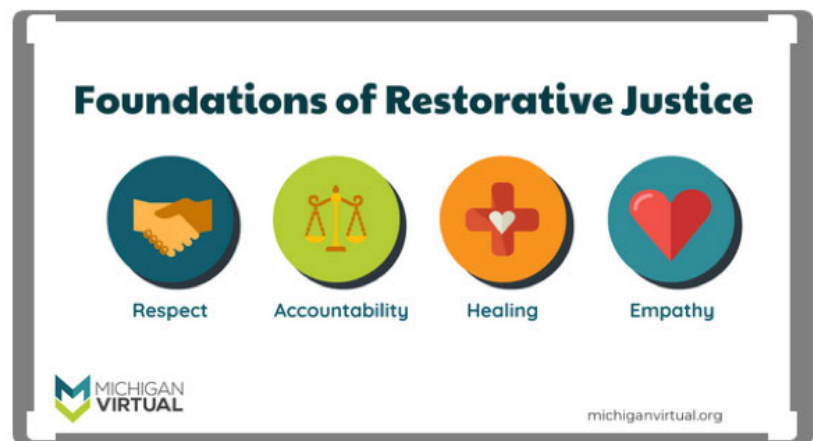 Foundations of Restorative Justice
Respect
Accountability
Healing
Empathy
MICHIGAN
VIRTUAL
michiganvirtual.org